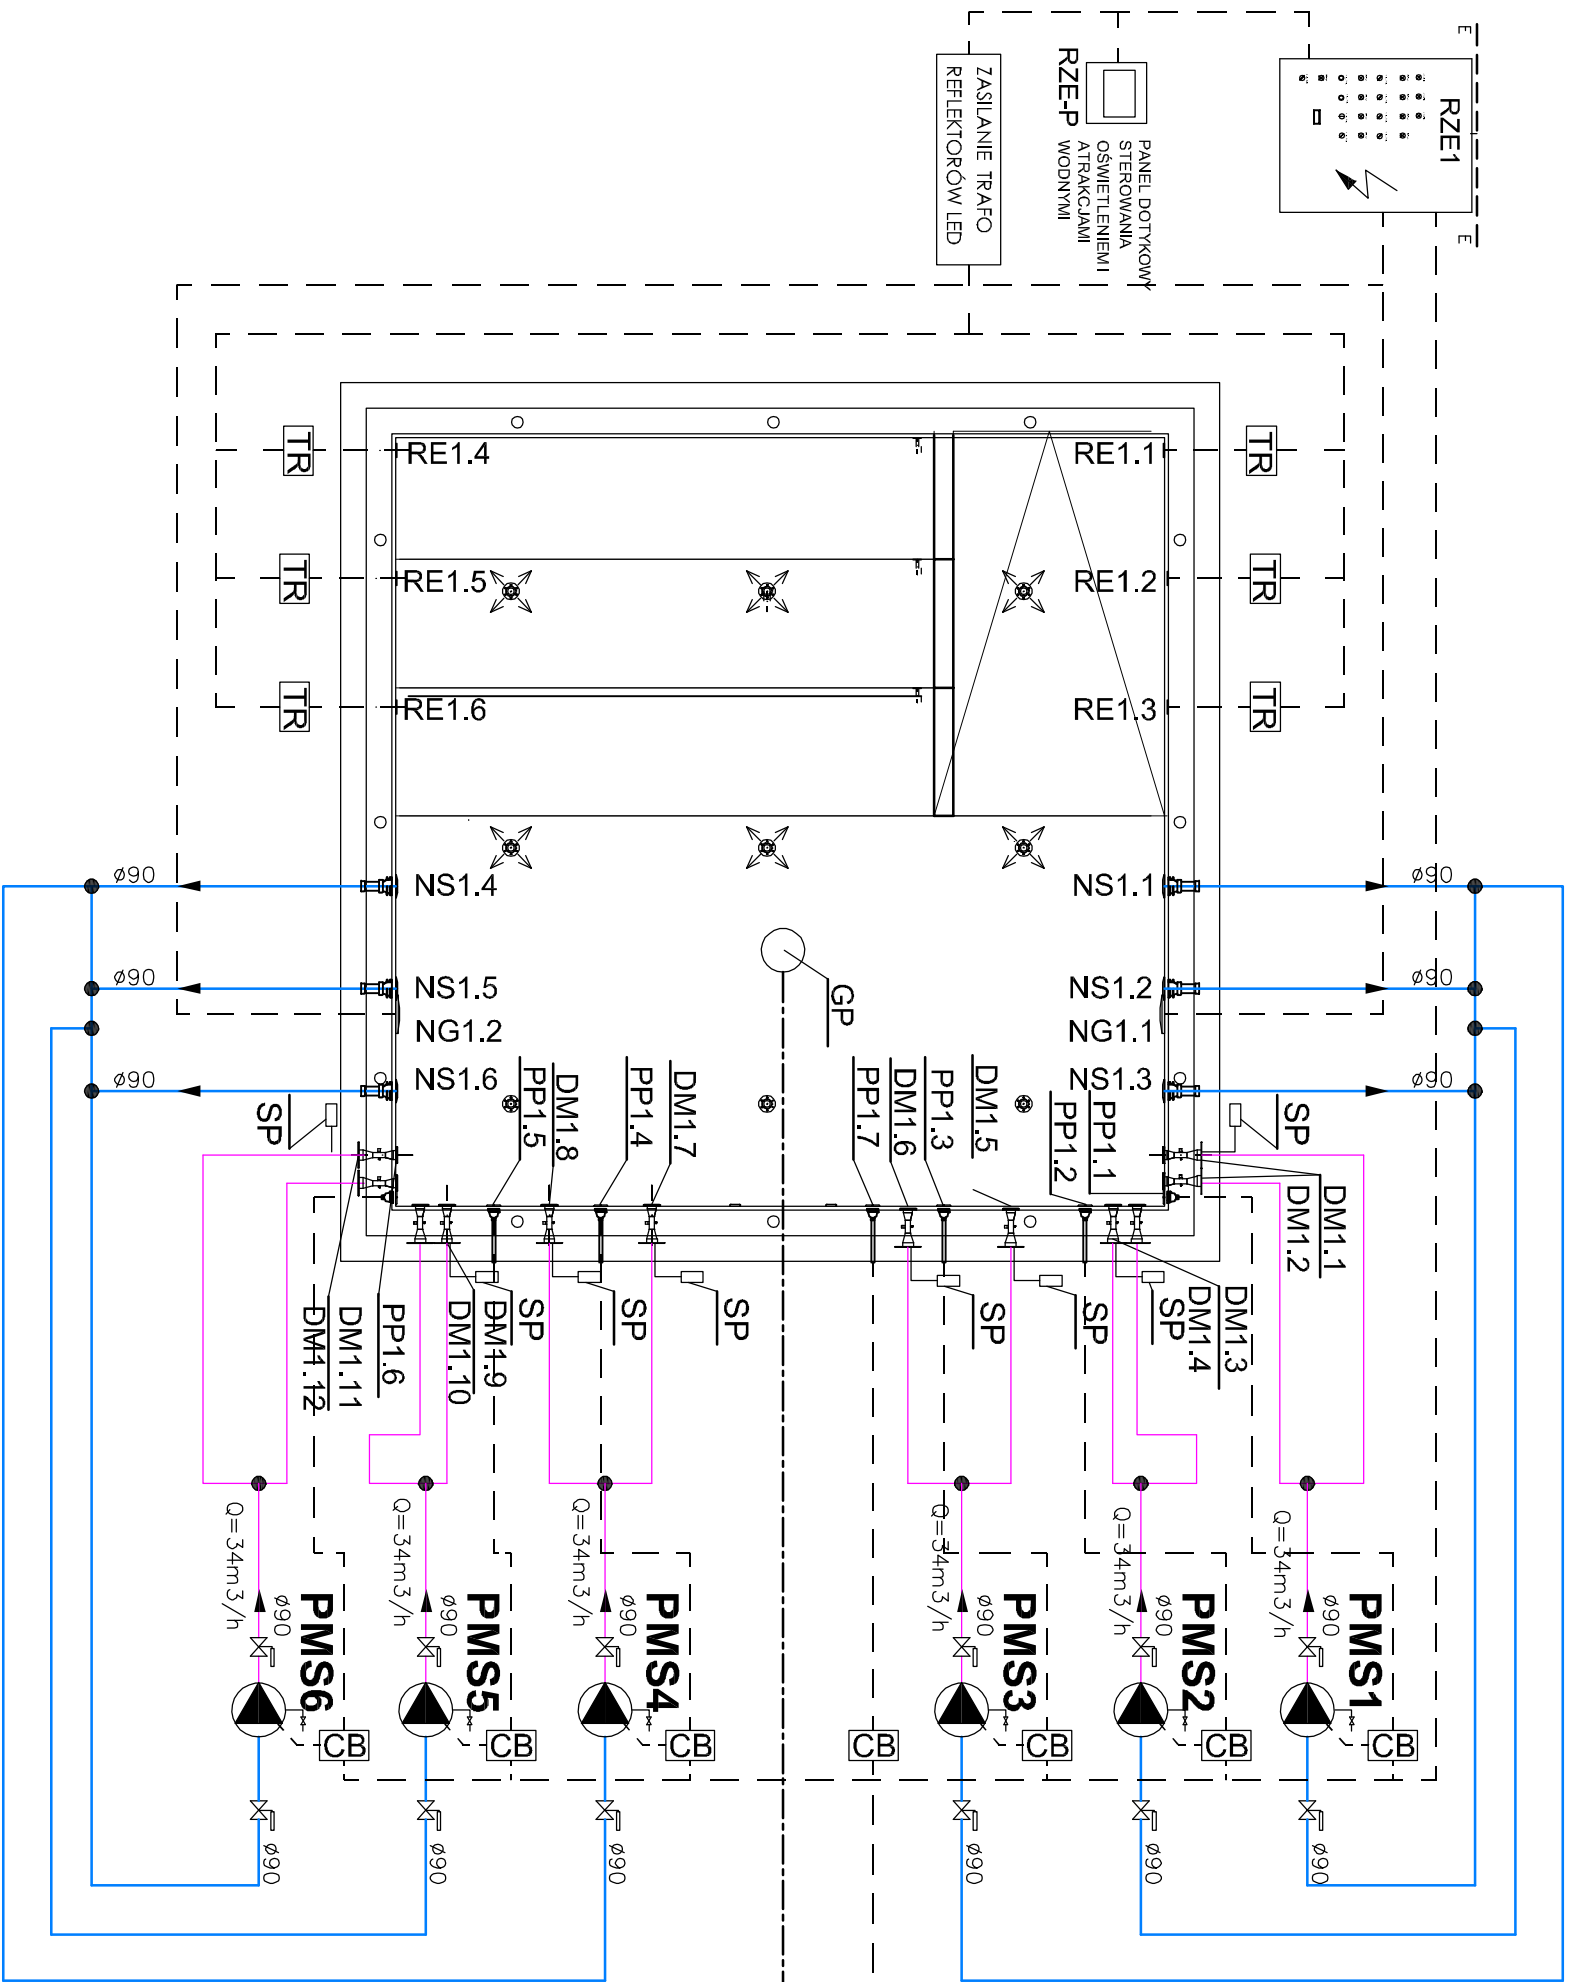 E
E
RZE1
RZE-P
PANEL DOTYKOWY
STEROWANIA
OŚWIETLENIEM I
ATRAKCJAMI
WODNYMI
ZASILANIE TRAFO
REFLEKTORÓW LED
TR
RE1.4
RE1.1
TR
TR
RE1.5
RE1.2
TR
TR
RE1.6
RE1.3
TR
ø90
NS1.4
NS1.1
ø90
ø90
NS1.5
NS1.2
ø90
GP
NG1.2
NG1.1
ø90
NS1.6
NS1.3
ø90
SP
PP1.5
DM1.8
PP1.4
DM1.7
PP1.7
DM1.6
PP1.3
DM1.5
PP1.2
PP1.1
SP
DM1.1
DM1.2
DM1.12
DM1.11
PP1.6
DM1.10
DM1.9
SP
SP
SP
SP
SP
SP
DM1.4
DM1.3
Q=34m3/h
ø90
PMS6
Q=34m3/h
ø90
PMS5
Q=34m3/h
ø90
PMS4
Q=34m3/h
ø90
PMS3
Q=34m3/h
ø90
PMS2
Q=34m3/h
ø90
PMS1
CB
CB
CB
CB
CB
CB
CB
ø90
ø90
ø90
ø90
ø90
ø90